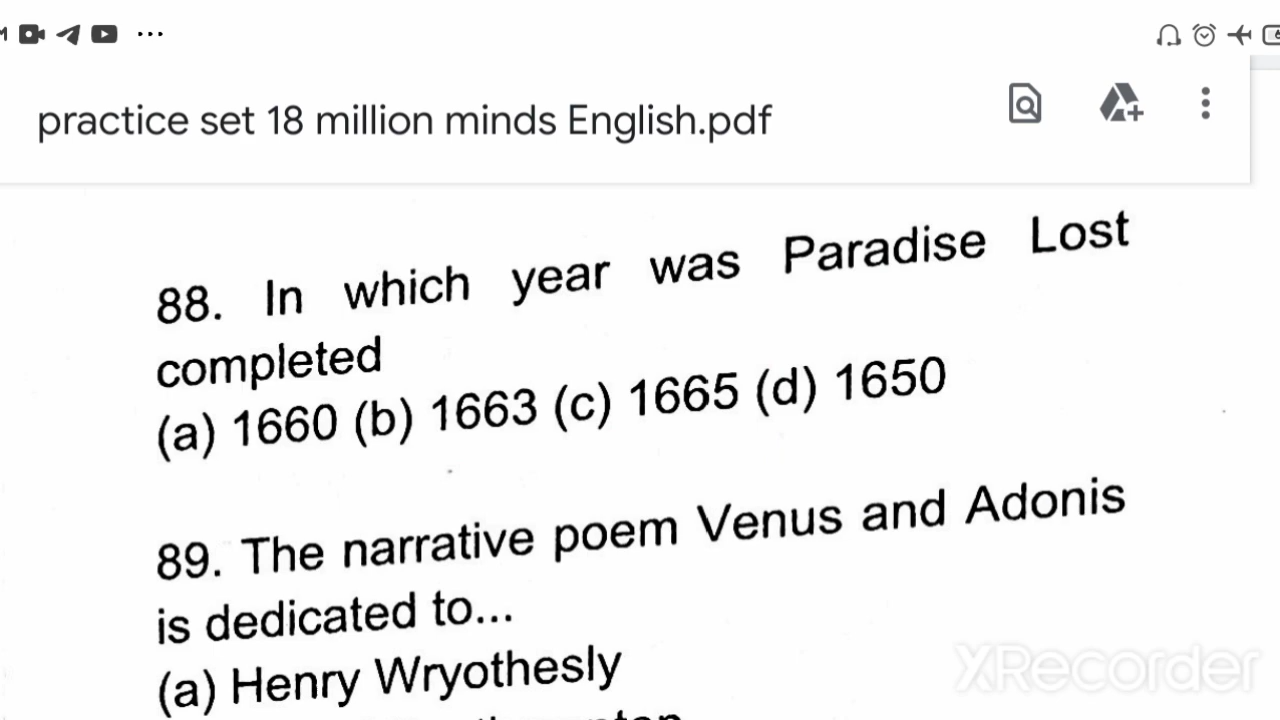 practice set 18 million minds English.pdf
88. In which year was Paradise Lost
completed
(a) 1660 (b) 1663 (c) 1665 (d) 1650
89. The narrative poem Venus and Adonis
is dedicated to...
(a) Henry Wryothesly
XRecorder